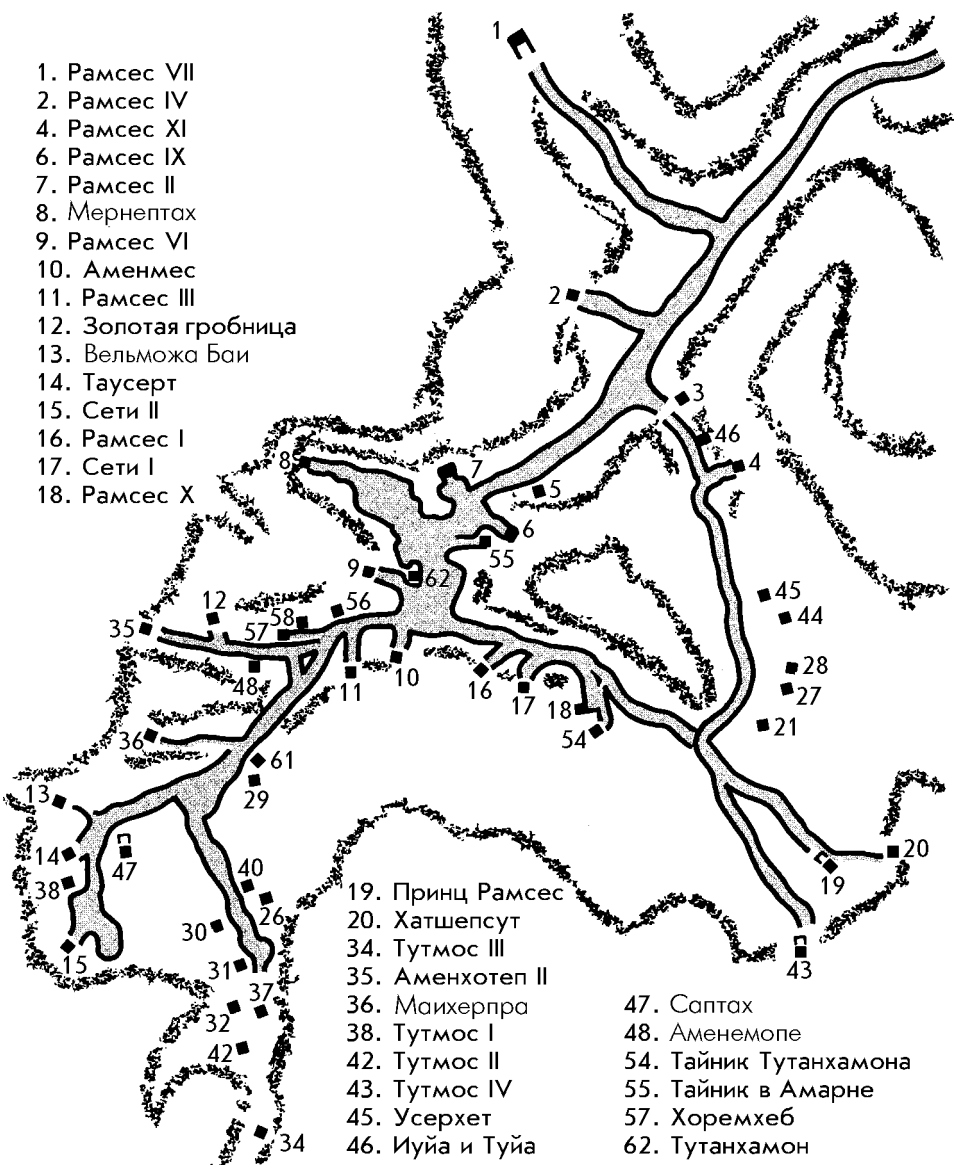 1. Рамсес VII
2. Рамсес IV
4. Рамсес XI
6. Рамсес IX
7. Рамсес II
8. Мернептах
9. Рамсес VI
10. Аменмес
11. Рамсес III
12. Золотая гробница
13. Вельможа Баи
14. Таусерт
15. Сети II
16. Рамсес I
17. Сети I
18. Рамсес X
1
2
3
46
4
8
7
5
6
55
9
62
45
44
12
58
56
57
35
48
11
10
16
17
18
54
28
27
21
36
61
29
13
14
47
38
40
26
30
15
31
37
32
42
34
20
19
43
19. Принц Рамсес
20. Хатшепсут
34. Тутмос III
35. Аменхотеп II
36. Маихерпра
38. Тутмос I
42. Тутмос II
43. Тутмос IV
45. Усерхет
46. Иуйа и Туйа
47. Саптах
48. Аменемопе
54. Тайник Тутанхамона
55. Тайник в Амарне
57. Хоремхеб
62. Тутанхамон